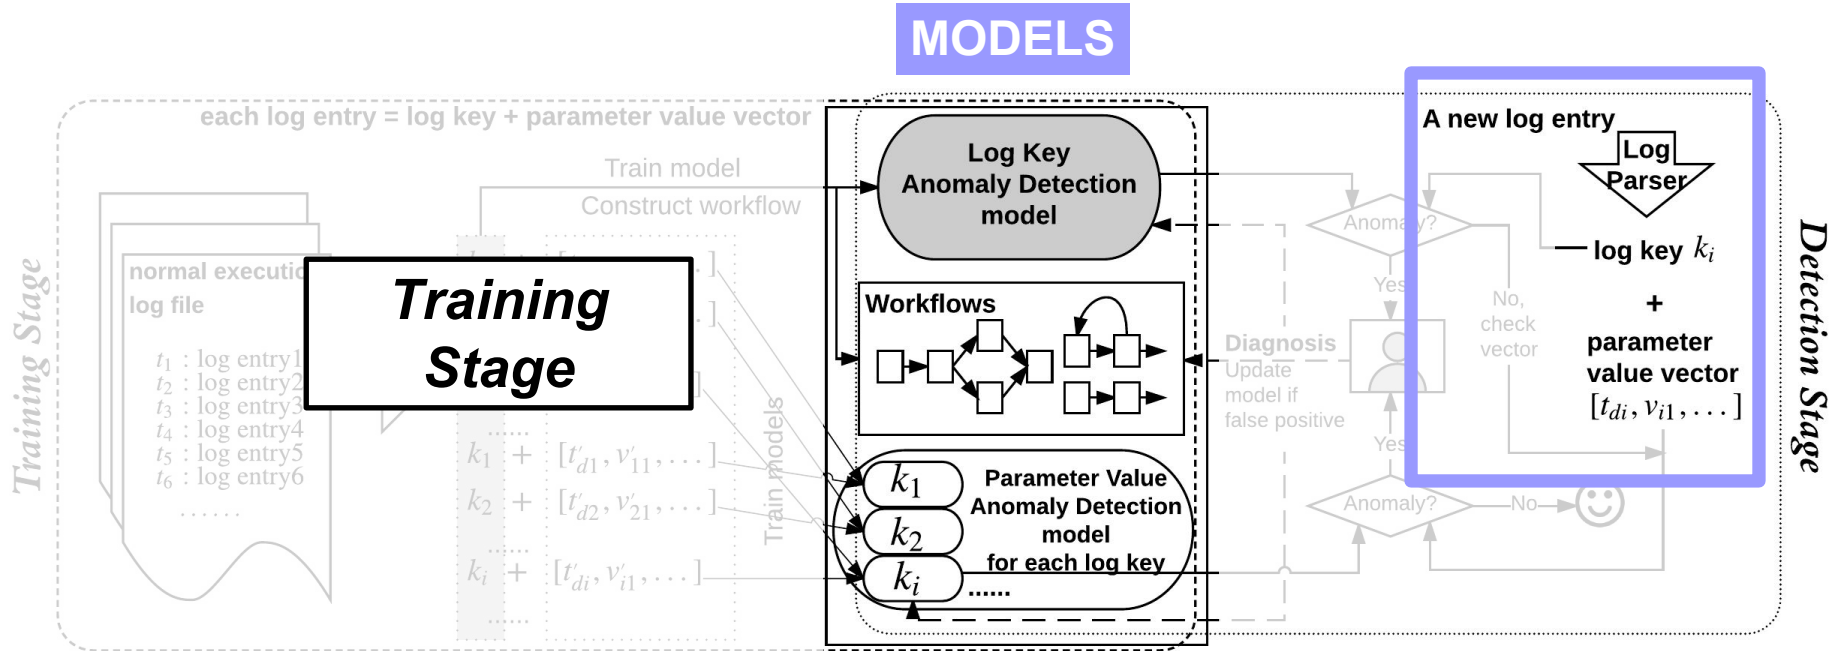 MODELS
each log entry = log key + parameter value vector
Training Stage
Train model
Construct workflow
normal executio
log file
t1 : log entry1
t2 : log entry2
t3 : log entry3
t4 : log entry4
t5 : log entry5
t6 : log entry6
......
Training
Stage
......
k1 + [t'd1, v'11, ...]
k2 + [t'd2, v'21, ...]
......
ki + [t'di, v'i1, ...]
......
Train models
Log Key
Anomaly Detection
model
Workflows
k1
k2
ki
Parameter Value
Anomaly Detection
model
for each log key
......
Diagnosis
Update
model if
false positive
Anomaly?
Yes
Yes
Anomaly?
No
No,
check
vector
A new log entry
Log
Parser
log key ki
+
parameter
value vector
[tdi, vi1, ...]
Detection Stage